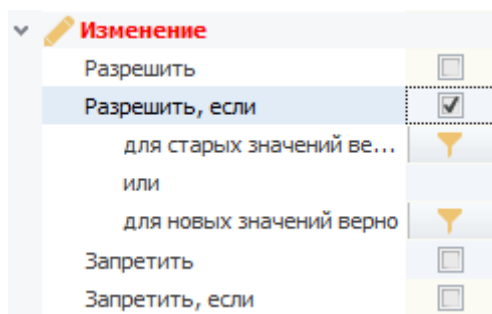 Изменение
Разрешить
Разрешить, если
для старых значений ве...
или
для новых значений верно
Запретить
Запретить, если